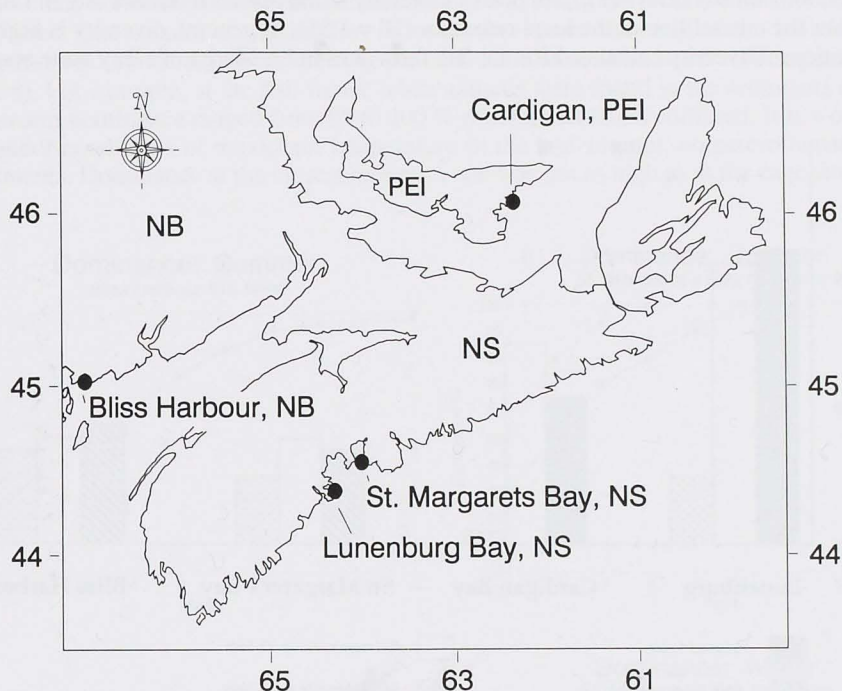 65 63 61
N
Cardigan, PEI
PEI
46 46
NB
NS
45 45
Bliss Harbour, NB
St. Margarets Bay, NS
Lunenburg Bay, NS
44 44
65 63 61